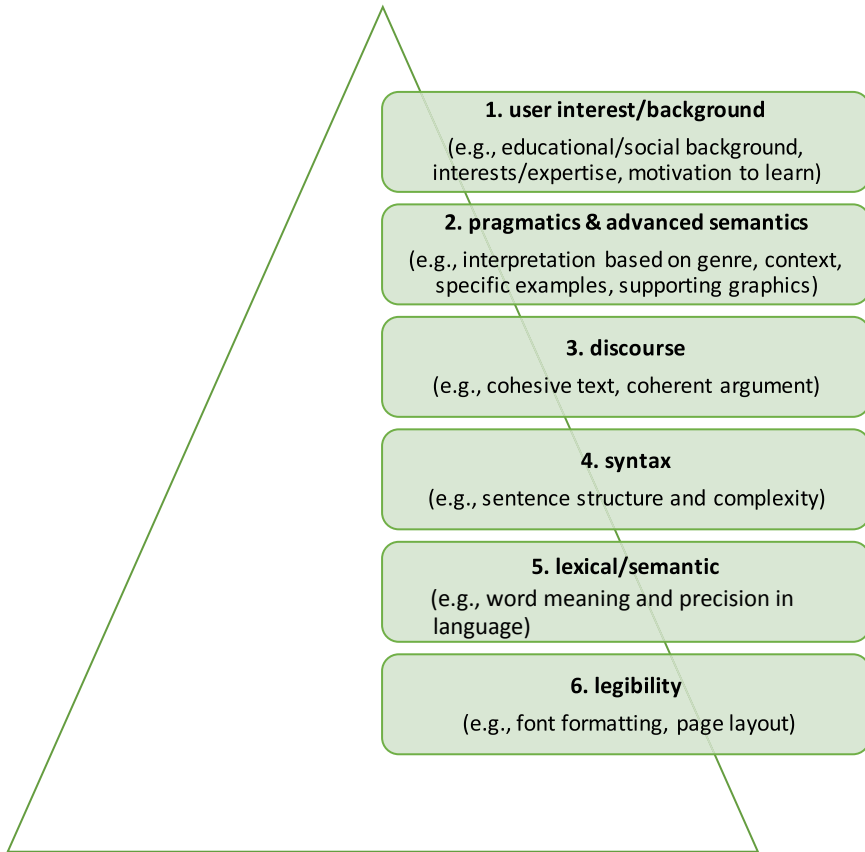 1. user interest/background
(e.g., educational/social background,
interests/expertise, motivation to learn)
2. pragmatics & advanced semantics
(e.g., interpretation based on genre, context,
specific examples, supporting graphics)
3. discourse
(e.g., cohesive text, coherent argument)
4. syntax
(e.g., sentence structure and complexity)
5. lexical/semantic
(e.g., word meaning and precision in
language)
6. legibility
(e.g., font formatting, page layout)